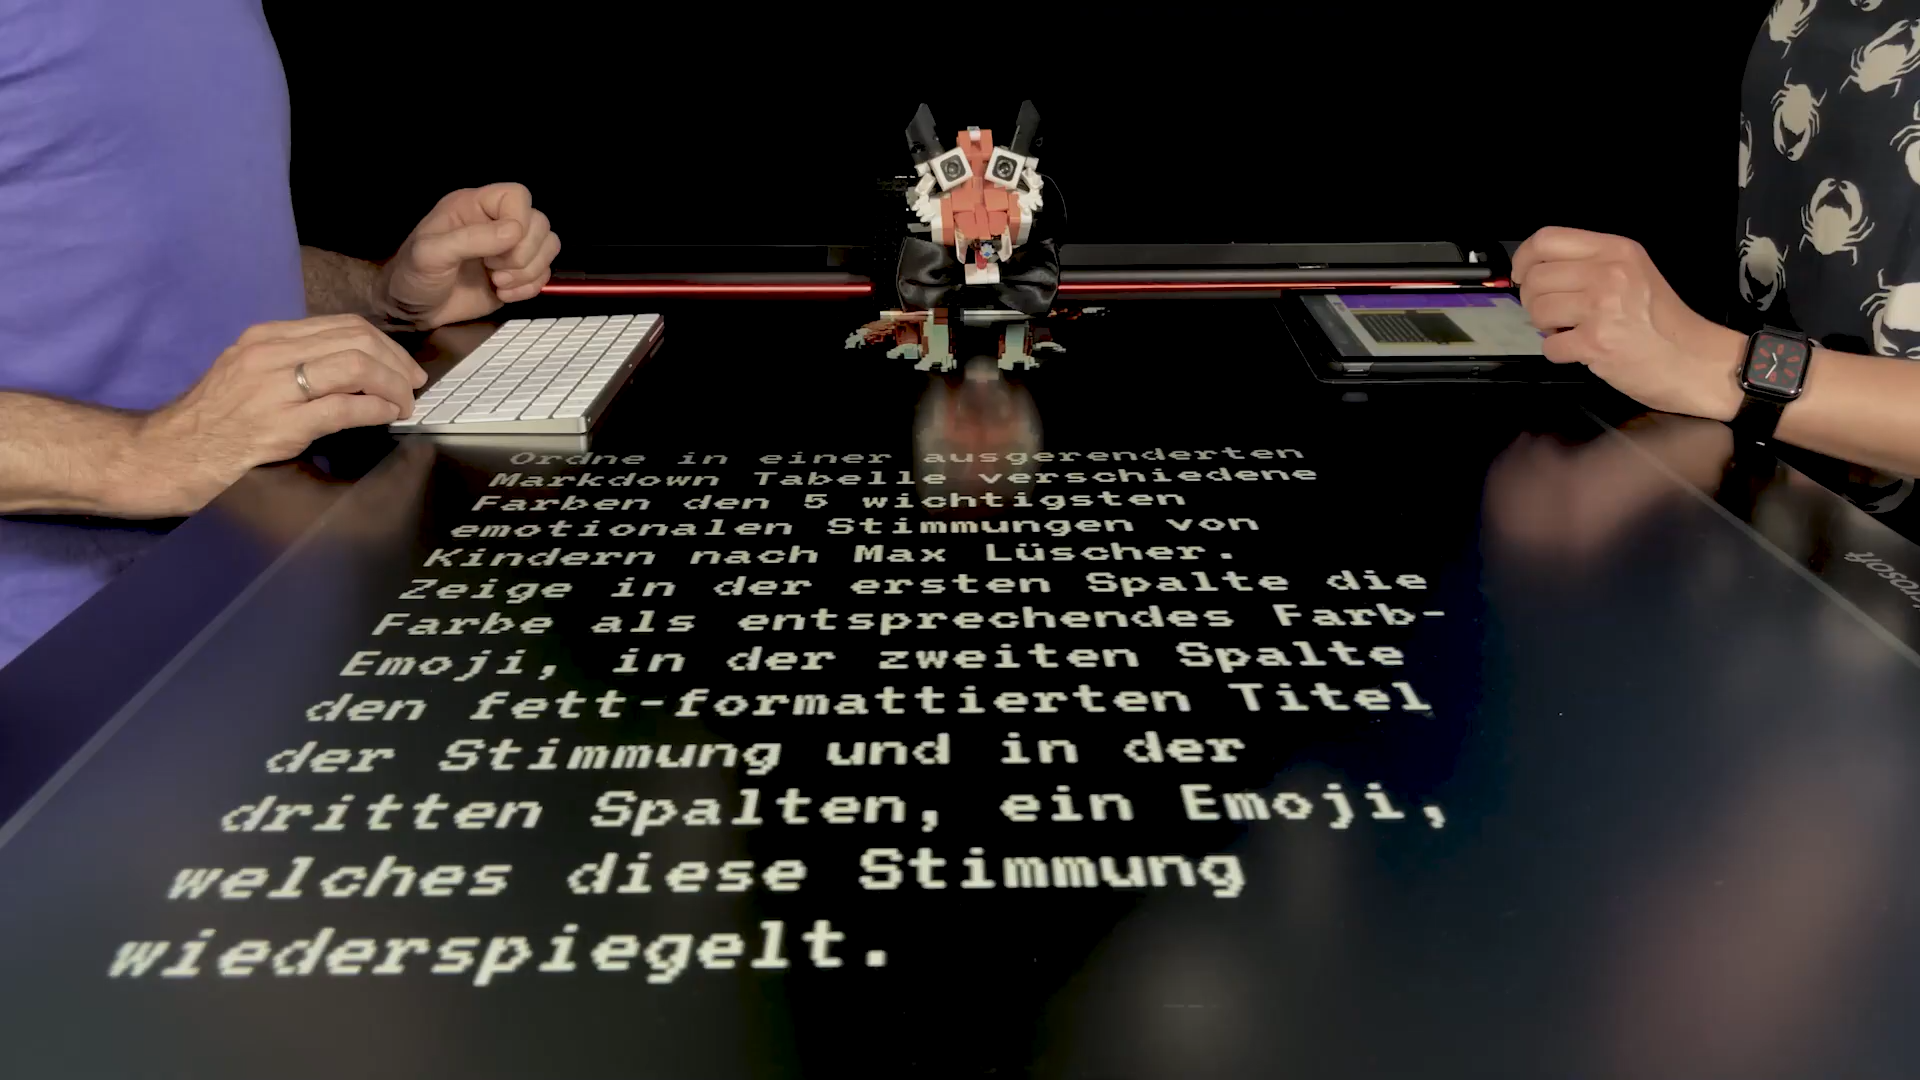 Ordne in einer ausgerenderten
Markdown Tabelle verschiedene
Farben den 5 wichtigsten
emotionalen Stimmungen von
Kindern nach Max Lüscher.
Zeige in der ersten Spalte die
Farbe als entsprechendes Farb-
Emoji, in der zweiten Spalte
den fett-formattierten Titel
der Stimmung und in der
dritten Spalten, ein Emoji,
welches diese Stimmung
wiederspiegelt.